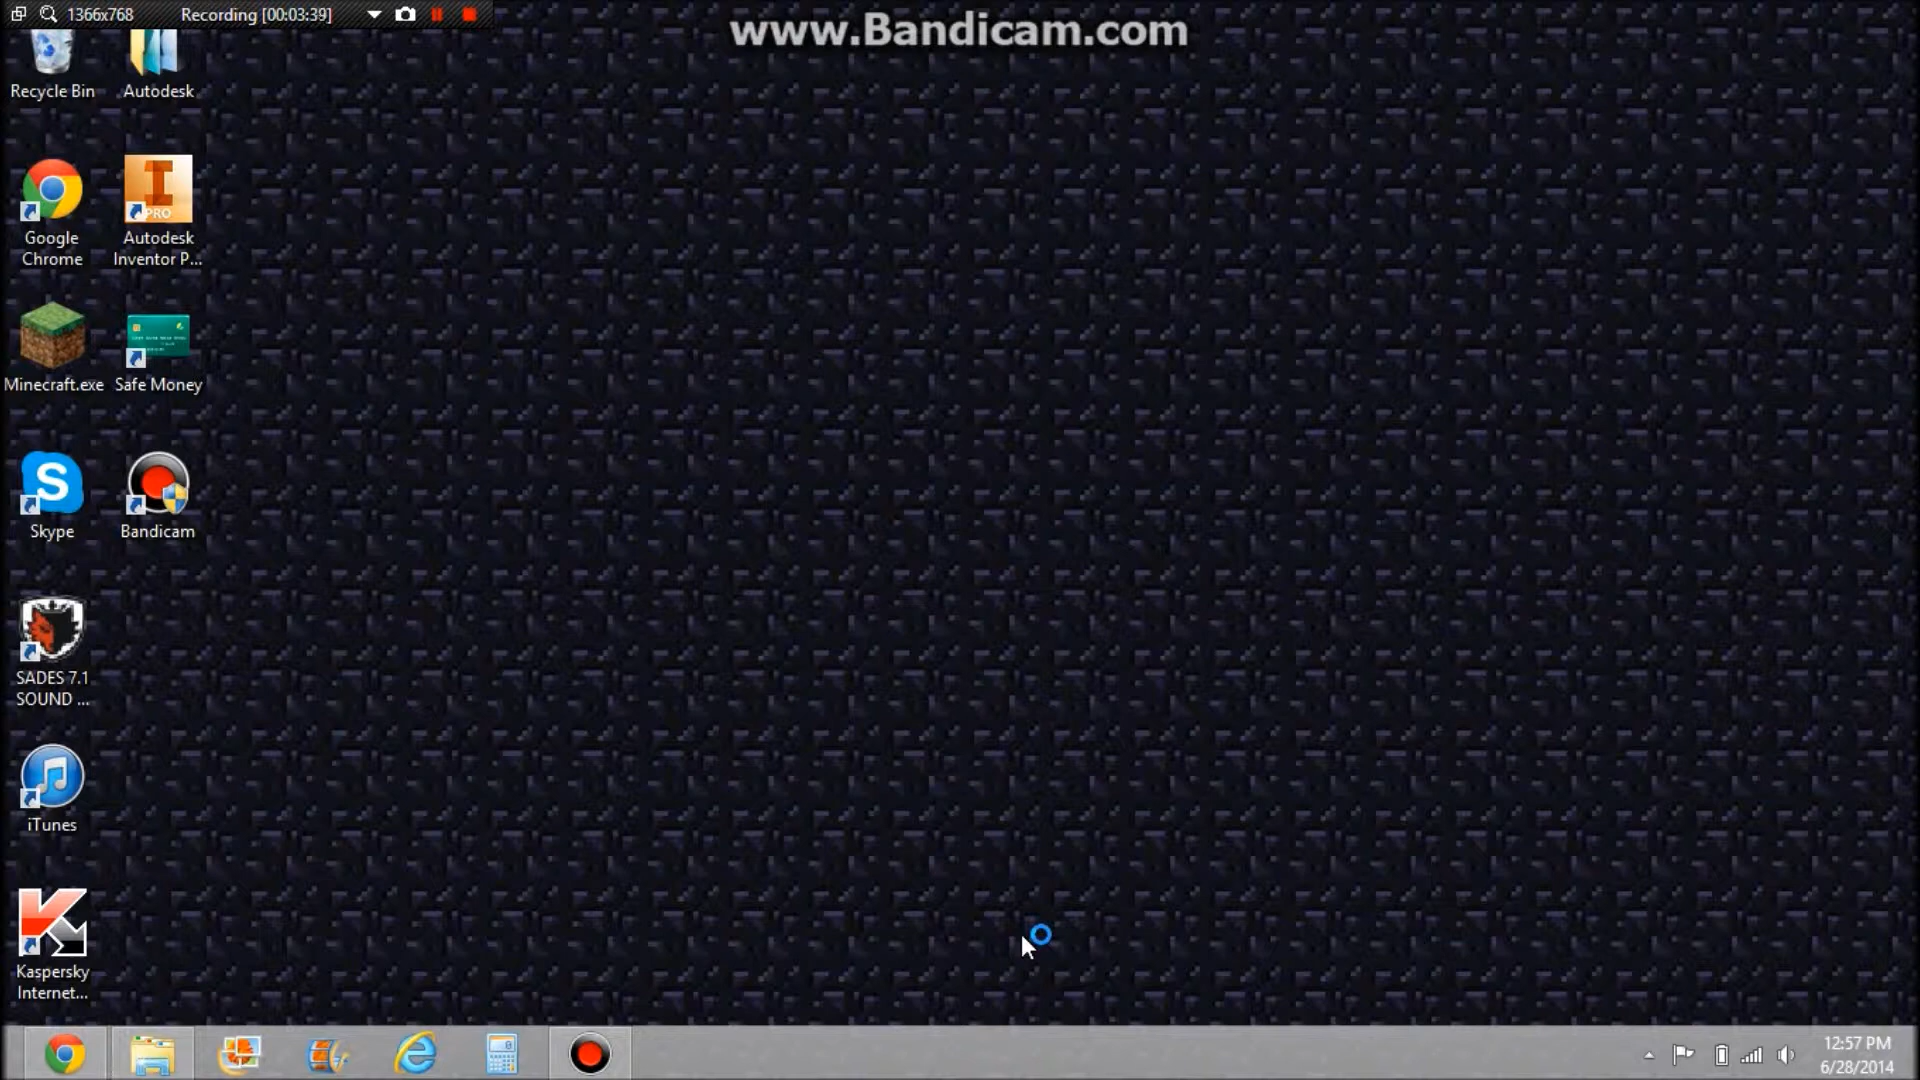 1366x768 Recording [00:03:39]
www.Bandicam.com
Recycle Bin
Autodesk
Google
Chrome
Autodesk
Inventor P...
PRO
Minecraft.exe
Safe Money
Skype
Bandicam
SADES 7.1
SOUND ...
iTunes
Kaspersky
Internet...
12:57 PM
6/28/2014